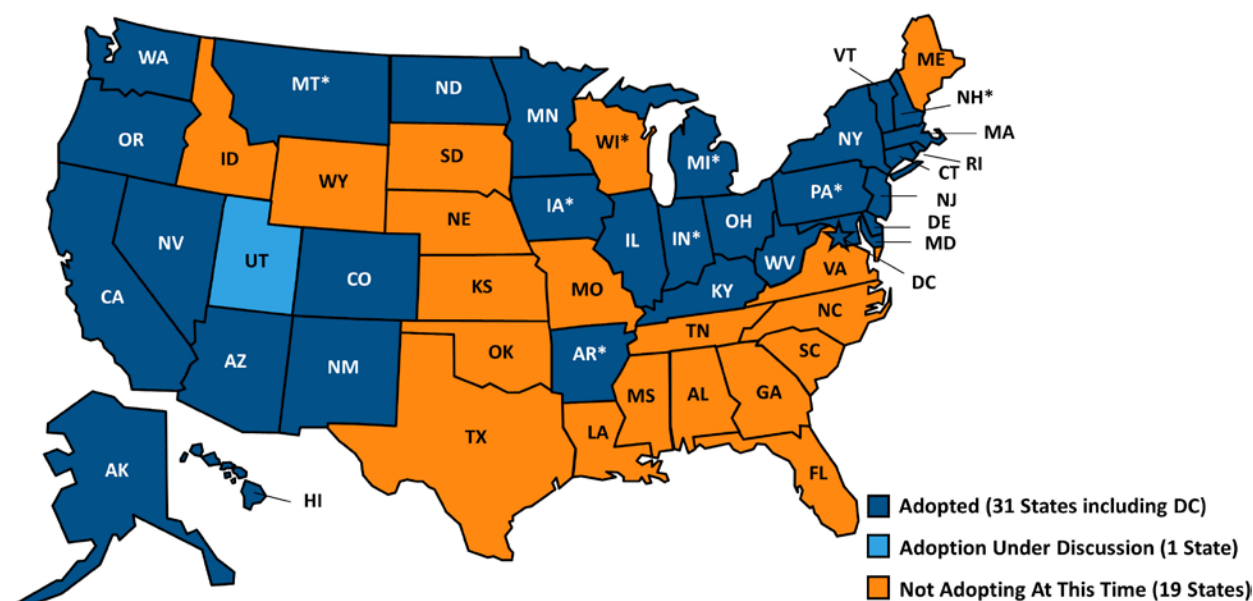 WA
MT*
ND
MN
VT
ME
NH*
MA
RI
CT
NY
OR
ID
SD
WI*
MI*
WY
IA*
NE
PA*
NJ
DE
MD
DC
NV
UT
CO
IL
IN*
OH
WV
VA
CA
KS
MO
KY
NC
AZ
NM
OK
AR*
TN
SC
MS
AL
GA
TX
LA
FL
AK
HI
Adopted (31 States including DC)
Adoption Under Discussion (1 State)
Not Adopting At This Time (19 States)